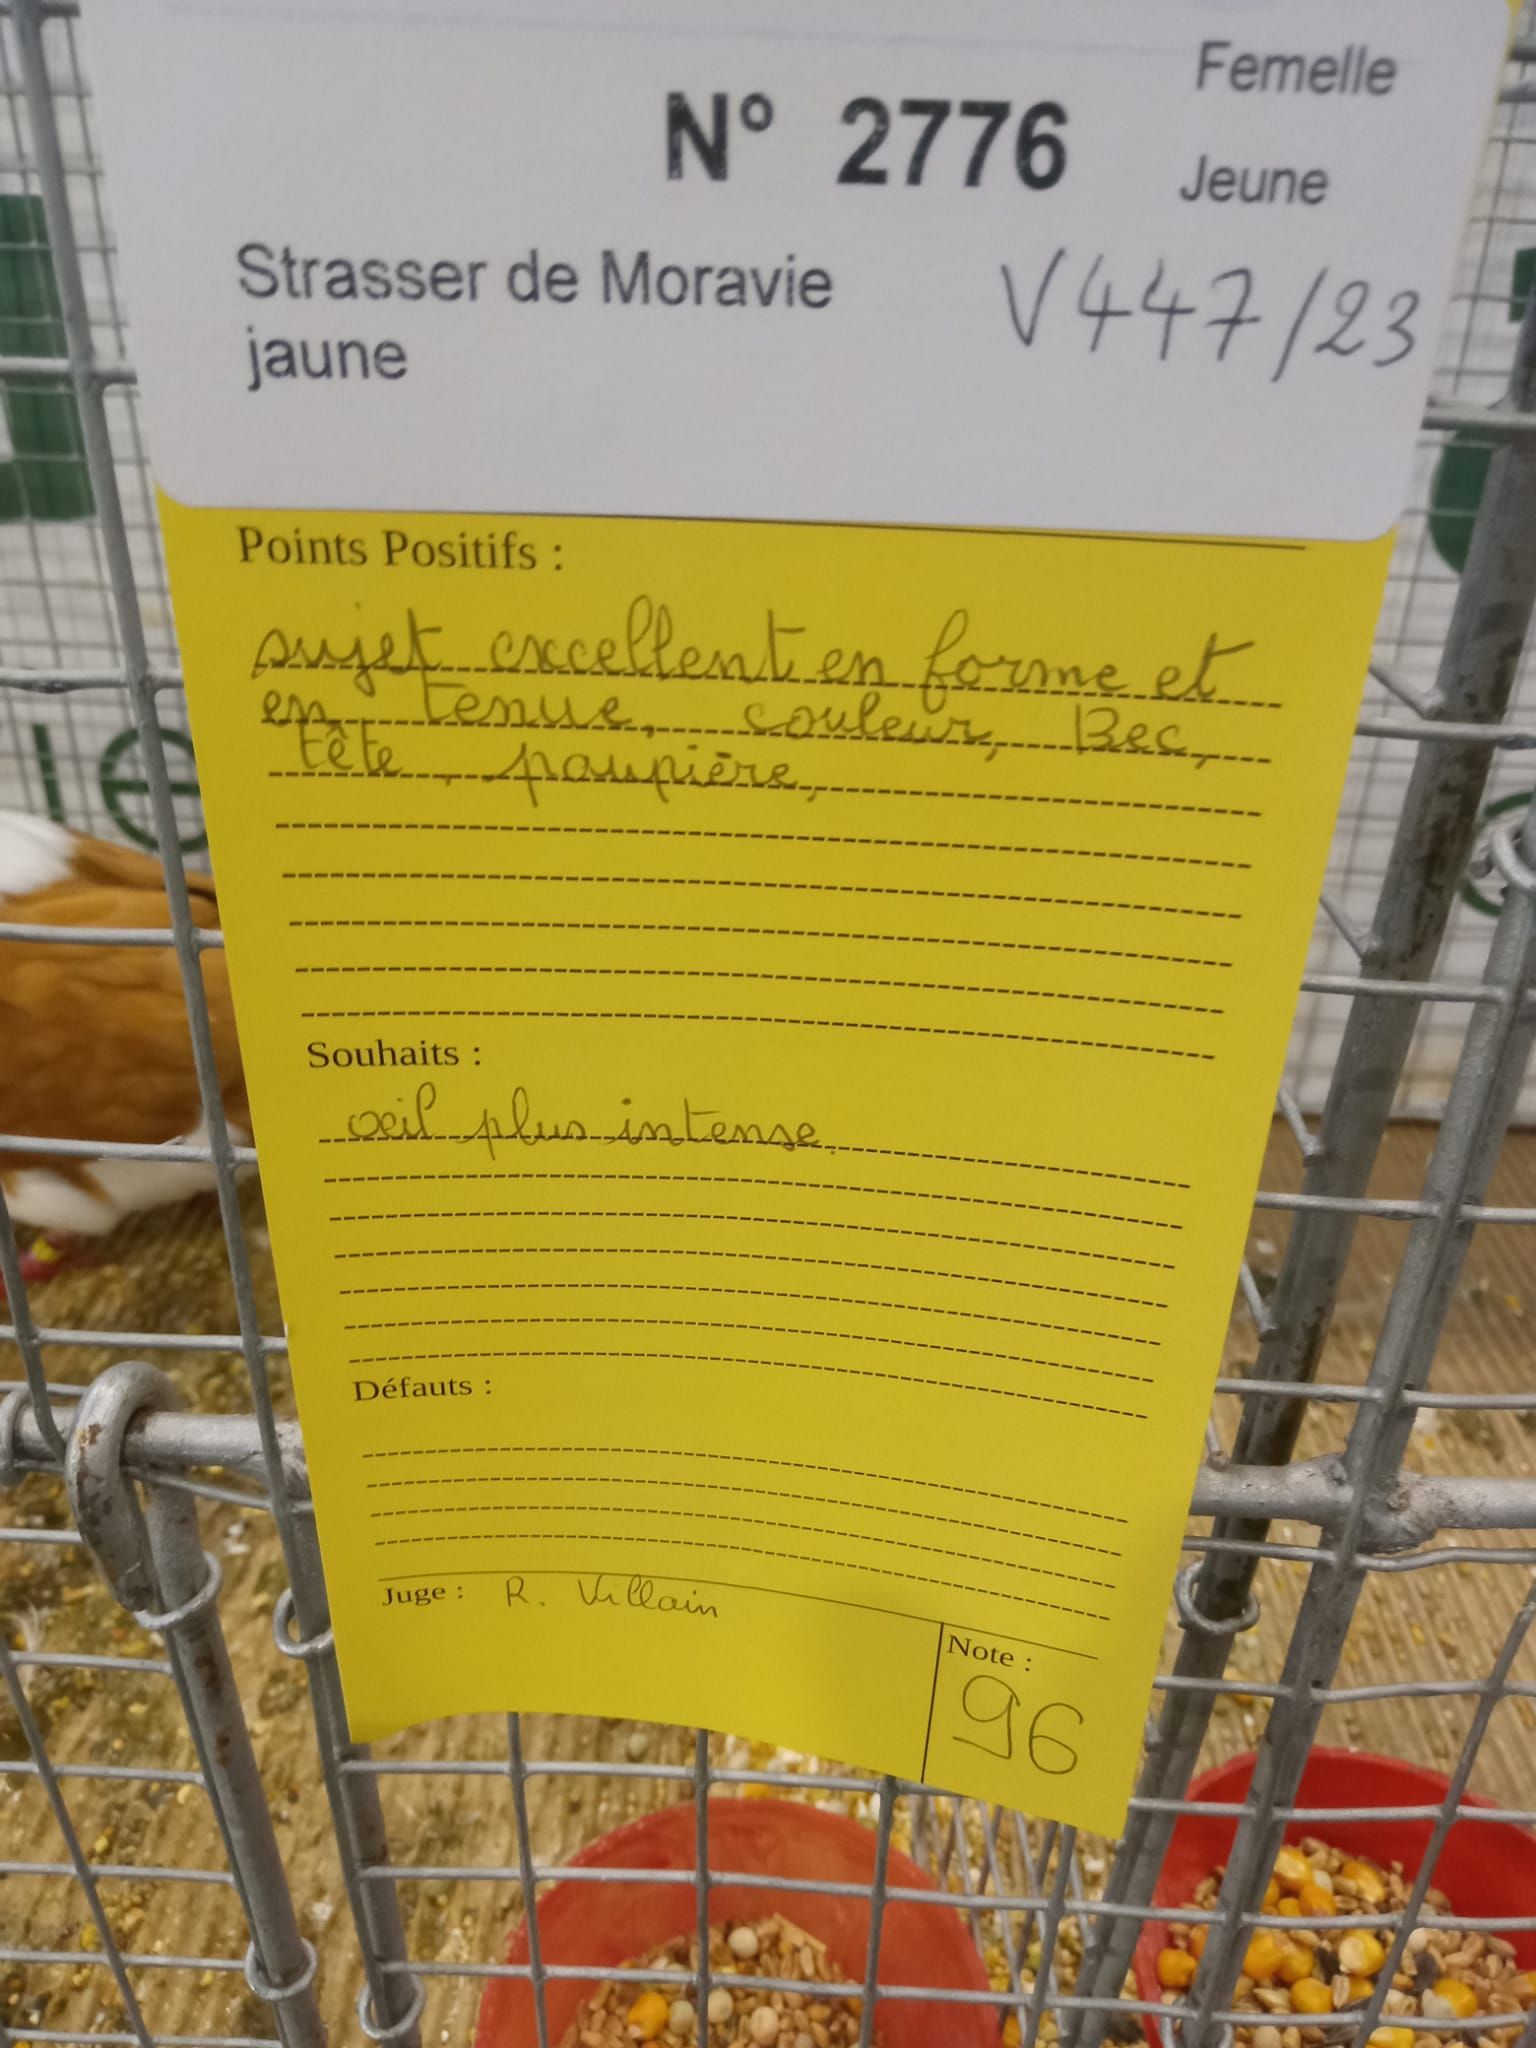 Femelle
N° 2776
Jeune
Strasser de Moravie
V447/23
jaune
Points Positifs :
sujet excellent en forme et
en tenue, couleur, Bec,
tête, paupière,
Souhaits :
œil plus intense.
Défauts :
Juge : R. Villain
Note :
96